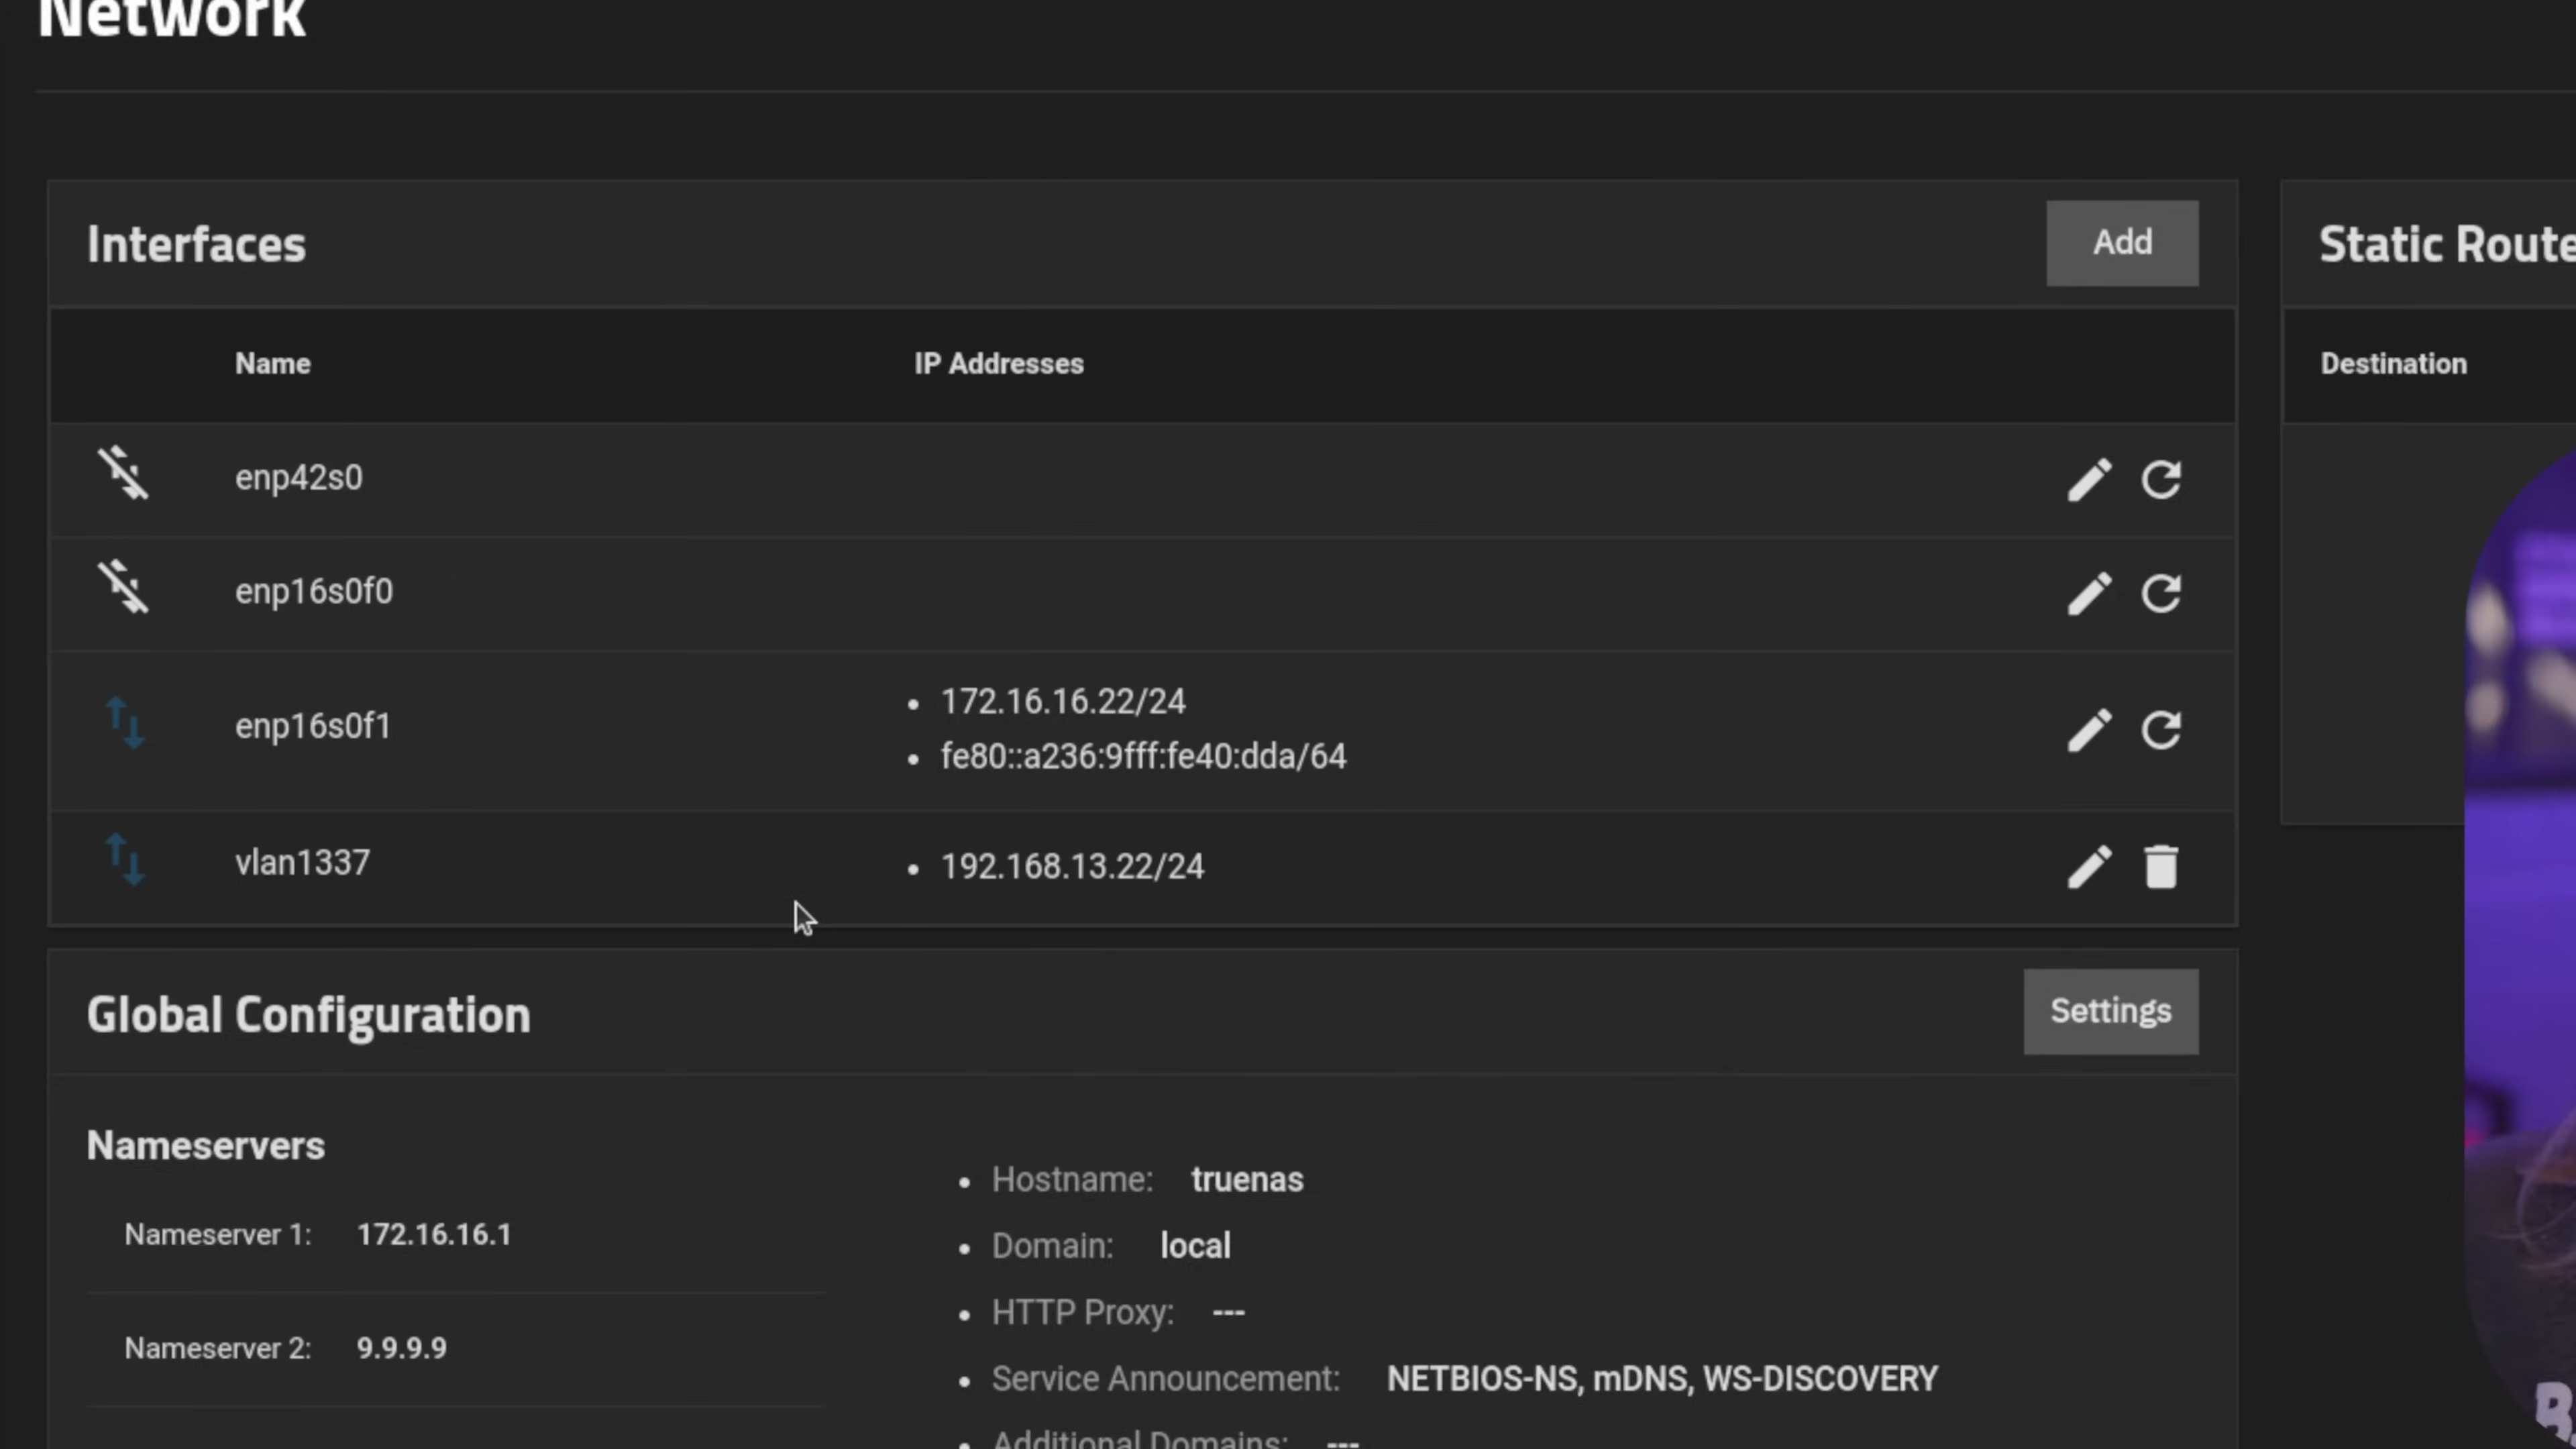 Network
Interfaces
Add
Name
IP Addresses
enp42s0
enp16s0f0
enp16s0f1
172.16.16.22/24
fe80::a236:9fff:fe40:dda/64
vlan1337
192.168.13.22/24
Static Route
Destination
Global Configuration
Settings
Nameservers
Nameserver 1: 172.16.16.1
Nameserver 2: 9.9.9.9
Hostname: truenas
Domain: local
HTTP Proxy: ---
Service Announcement: NETBIOS-NS, mDNS, WS-DISCOVERY
Additional Domains: ---